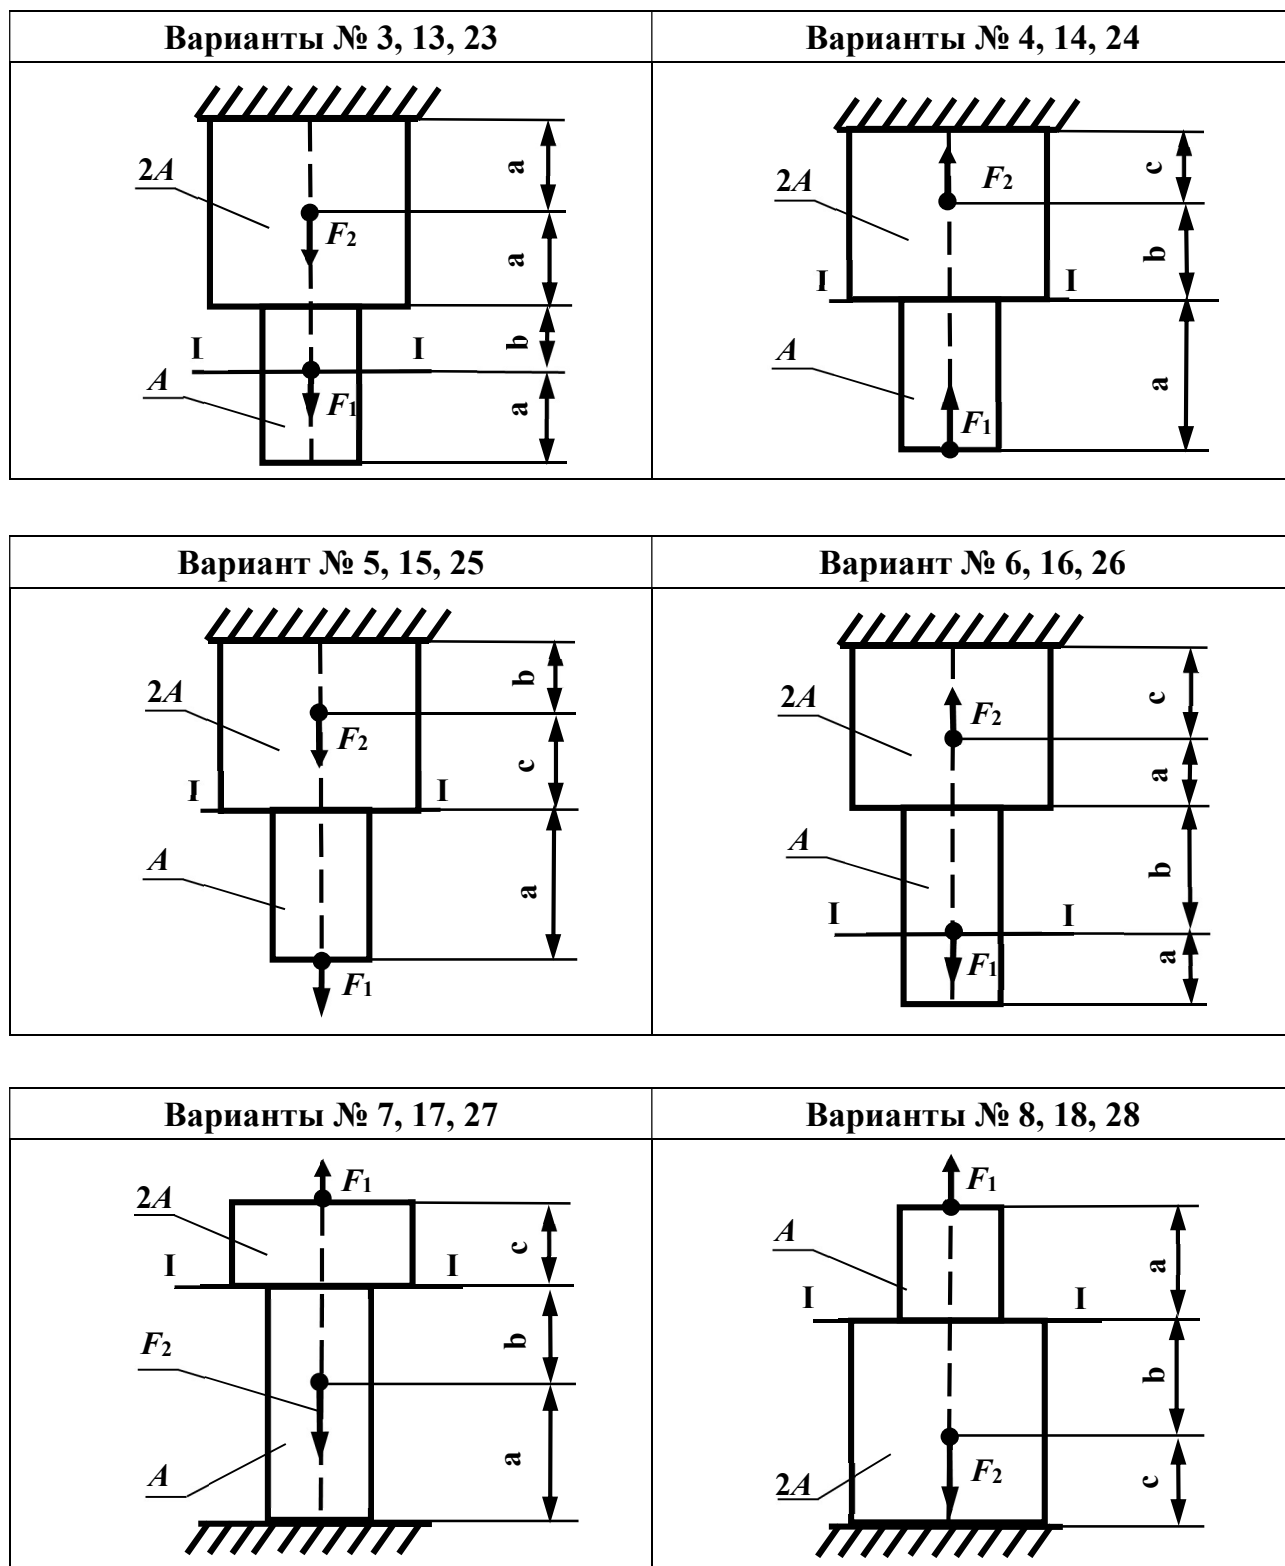 Варианты № 3, 13, 23
2A
F2
I I
A
F1
a
a
b
a
Варианты № 4, 14, 24
2A
F2
I I
A
F1
c
b
a
Вариант № 5, 15, 25
2A
F2
I I
A
F1
b
c
a
Вариант № 6, 16, 26
2A
F2
A
I I
F1
c
a
b
a
Варианты № 7, 17, 27
F1
2A
I I
F2
A
c
b
a
Варианты № 8, 18, 28
F1
A
I I
F2
2A
a
b
c